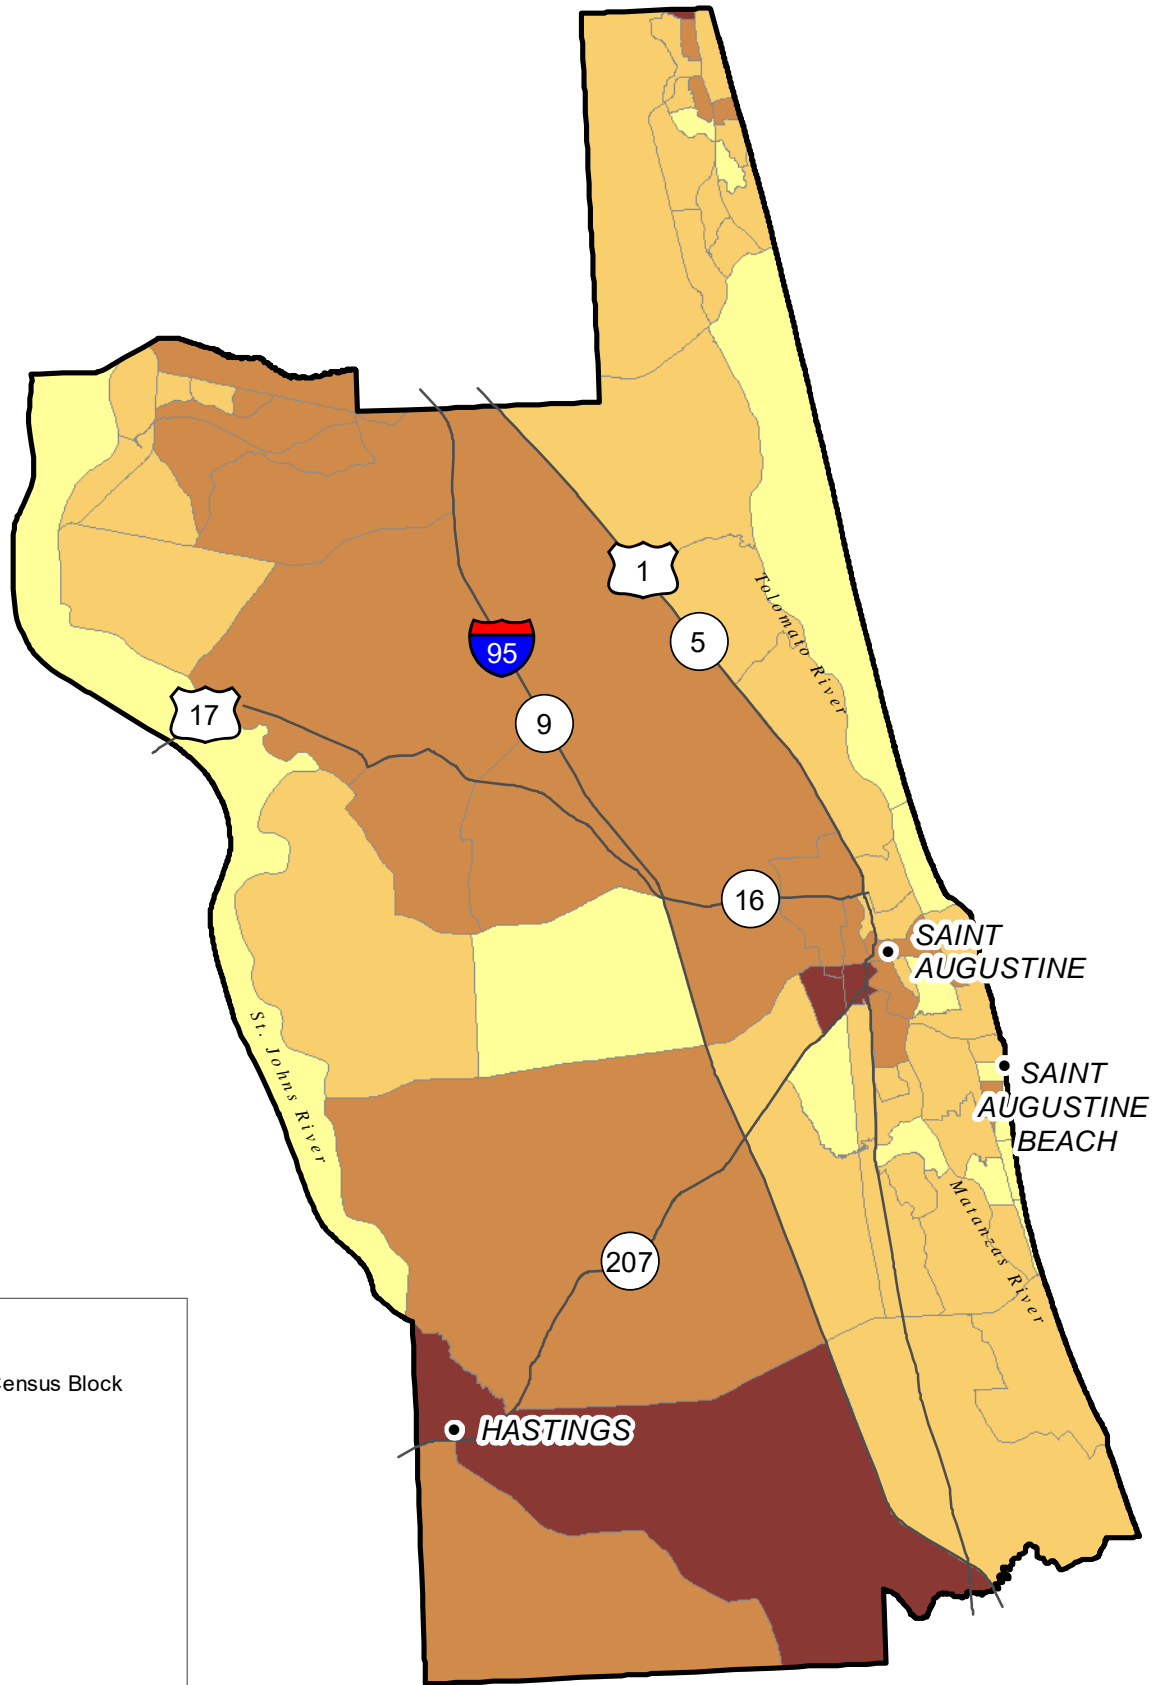 1
Tolomato River
5
95
17
9
16
SAINT
AUGUSTINE
St. Johns River
SAINT
AUGUSTINE
BEACH
Matanzas River
207
Census Block
HASTINGS